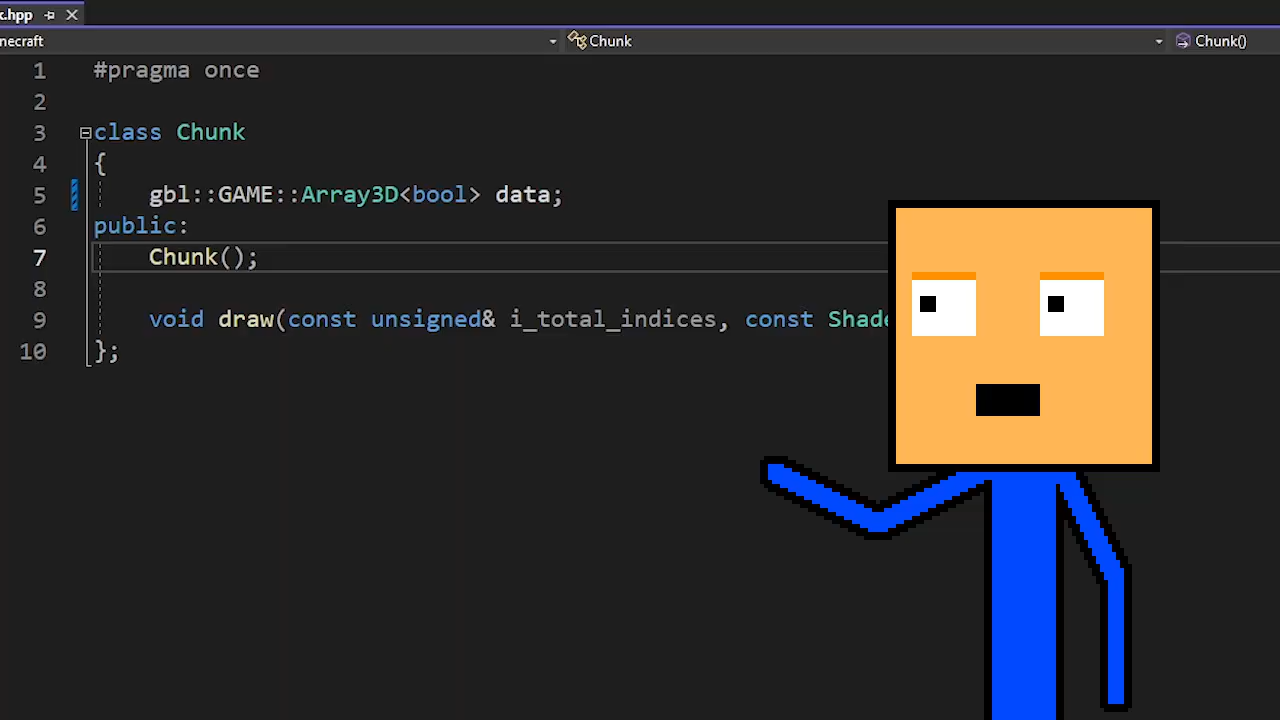 .hpp
necraft Chunk Chunk()
1 #pragma once
2
3 class Chunk
4 {
5 gbl::GAME::Array3D<bool> data;
6 public:
7 Chunk();
8
9 void draw(const unsigned& i_total_indices, const Shade
10 };